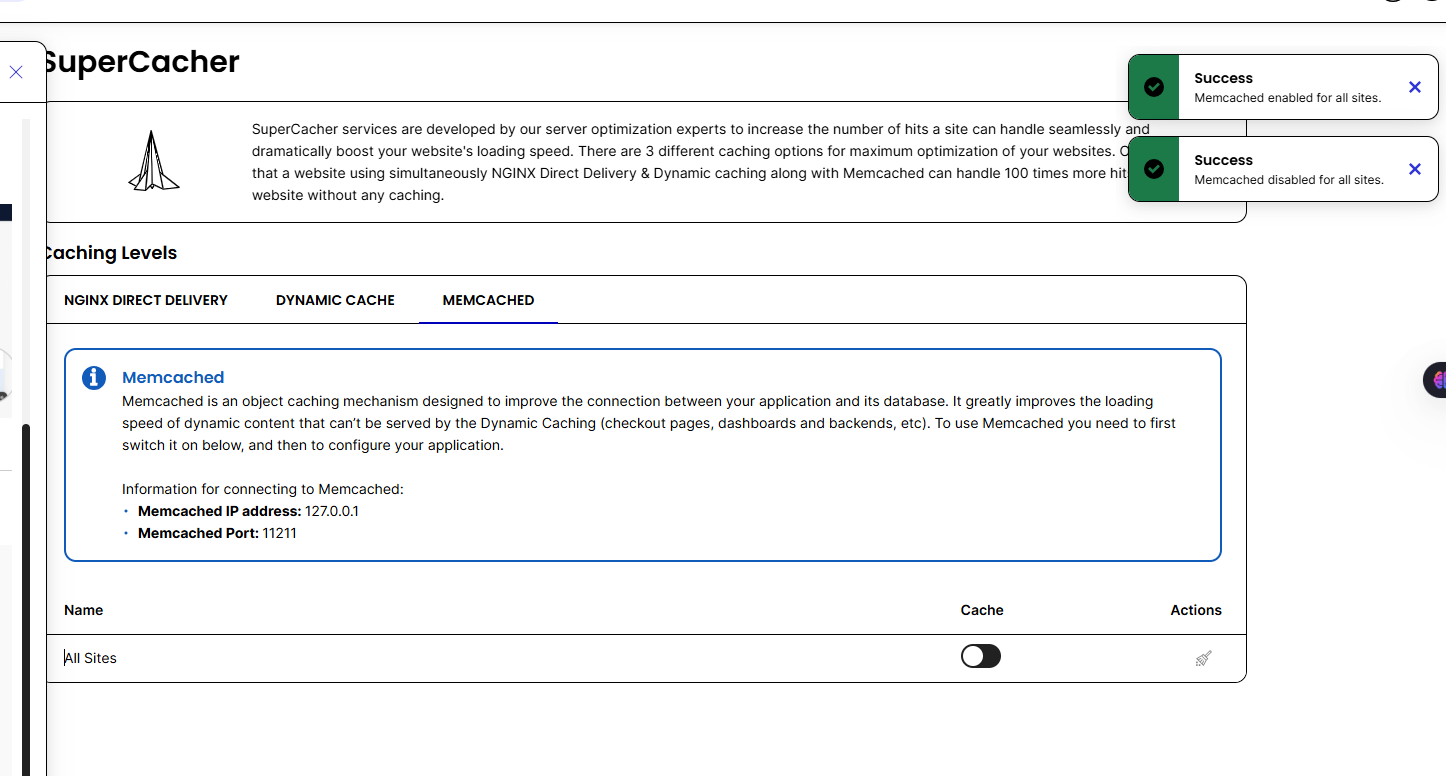 SuperCacher
Success
Memcached enabled for all sites.
SuperCacher services are developed by our server optimization experts to increase the number of hits a site can handle seamlessly and
dramatically boost your website's loading speed. There are 3 different caching options for maximum optimization of your websites.
Success
that a website using simultaneously NGINX Direct Delivery & Dynamic caching along with Memcached can handle 100 times more
Memcached disabled for all sites.
website without any caching.
Caching Levels
NGINX DIRECT DELIVERY DYNAMIC CACHE MEMCACHED
Memcached
Memcached is an object caching mechanism designed to improve the connection between your application and its database. It greatly improves the loading
speed of dynamic content that can’t be served by the Dynamic Caching (checkout pages, dashboards and backends, etc). To use Memcached you need to first
switch it on below, and then to configure your application.
Information for connecting to Memcached:
• Memcached IP address: 127.0.0.1
• Memcached Port: 11211
Name Cache Actions
All Sites